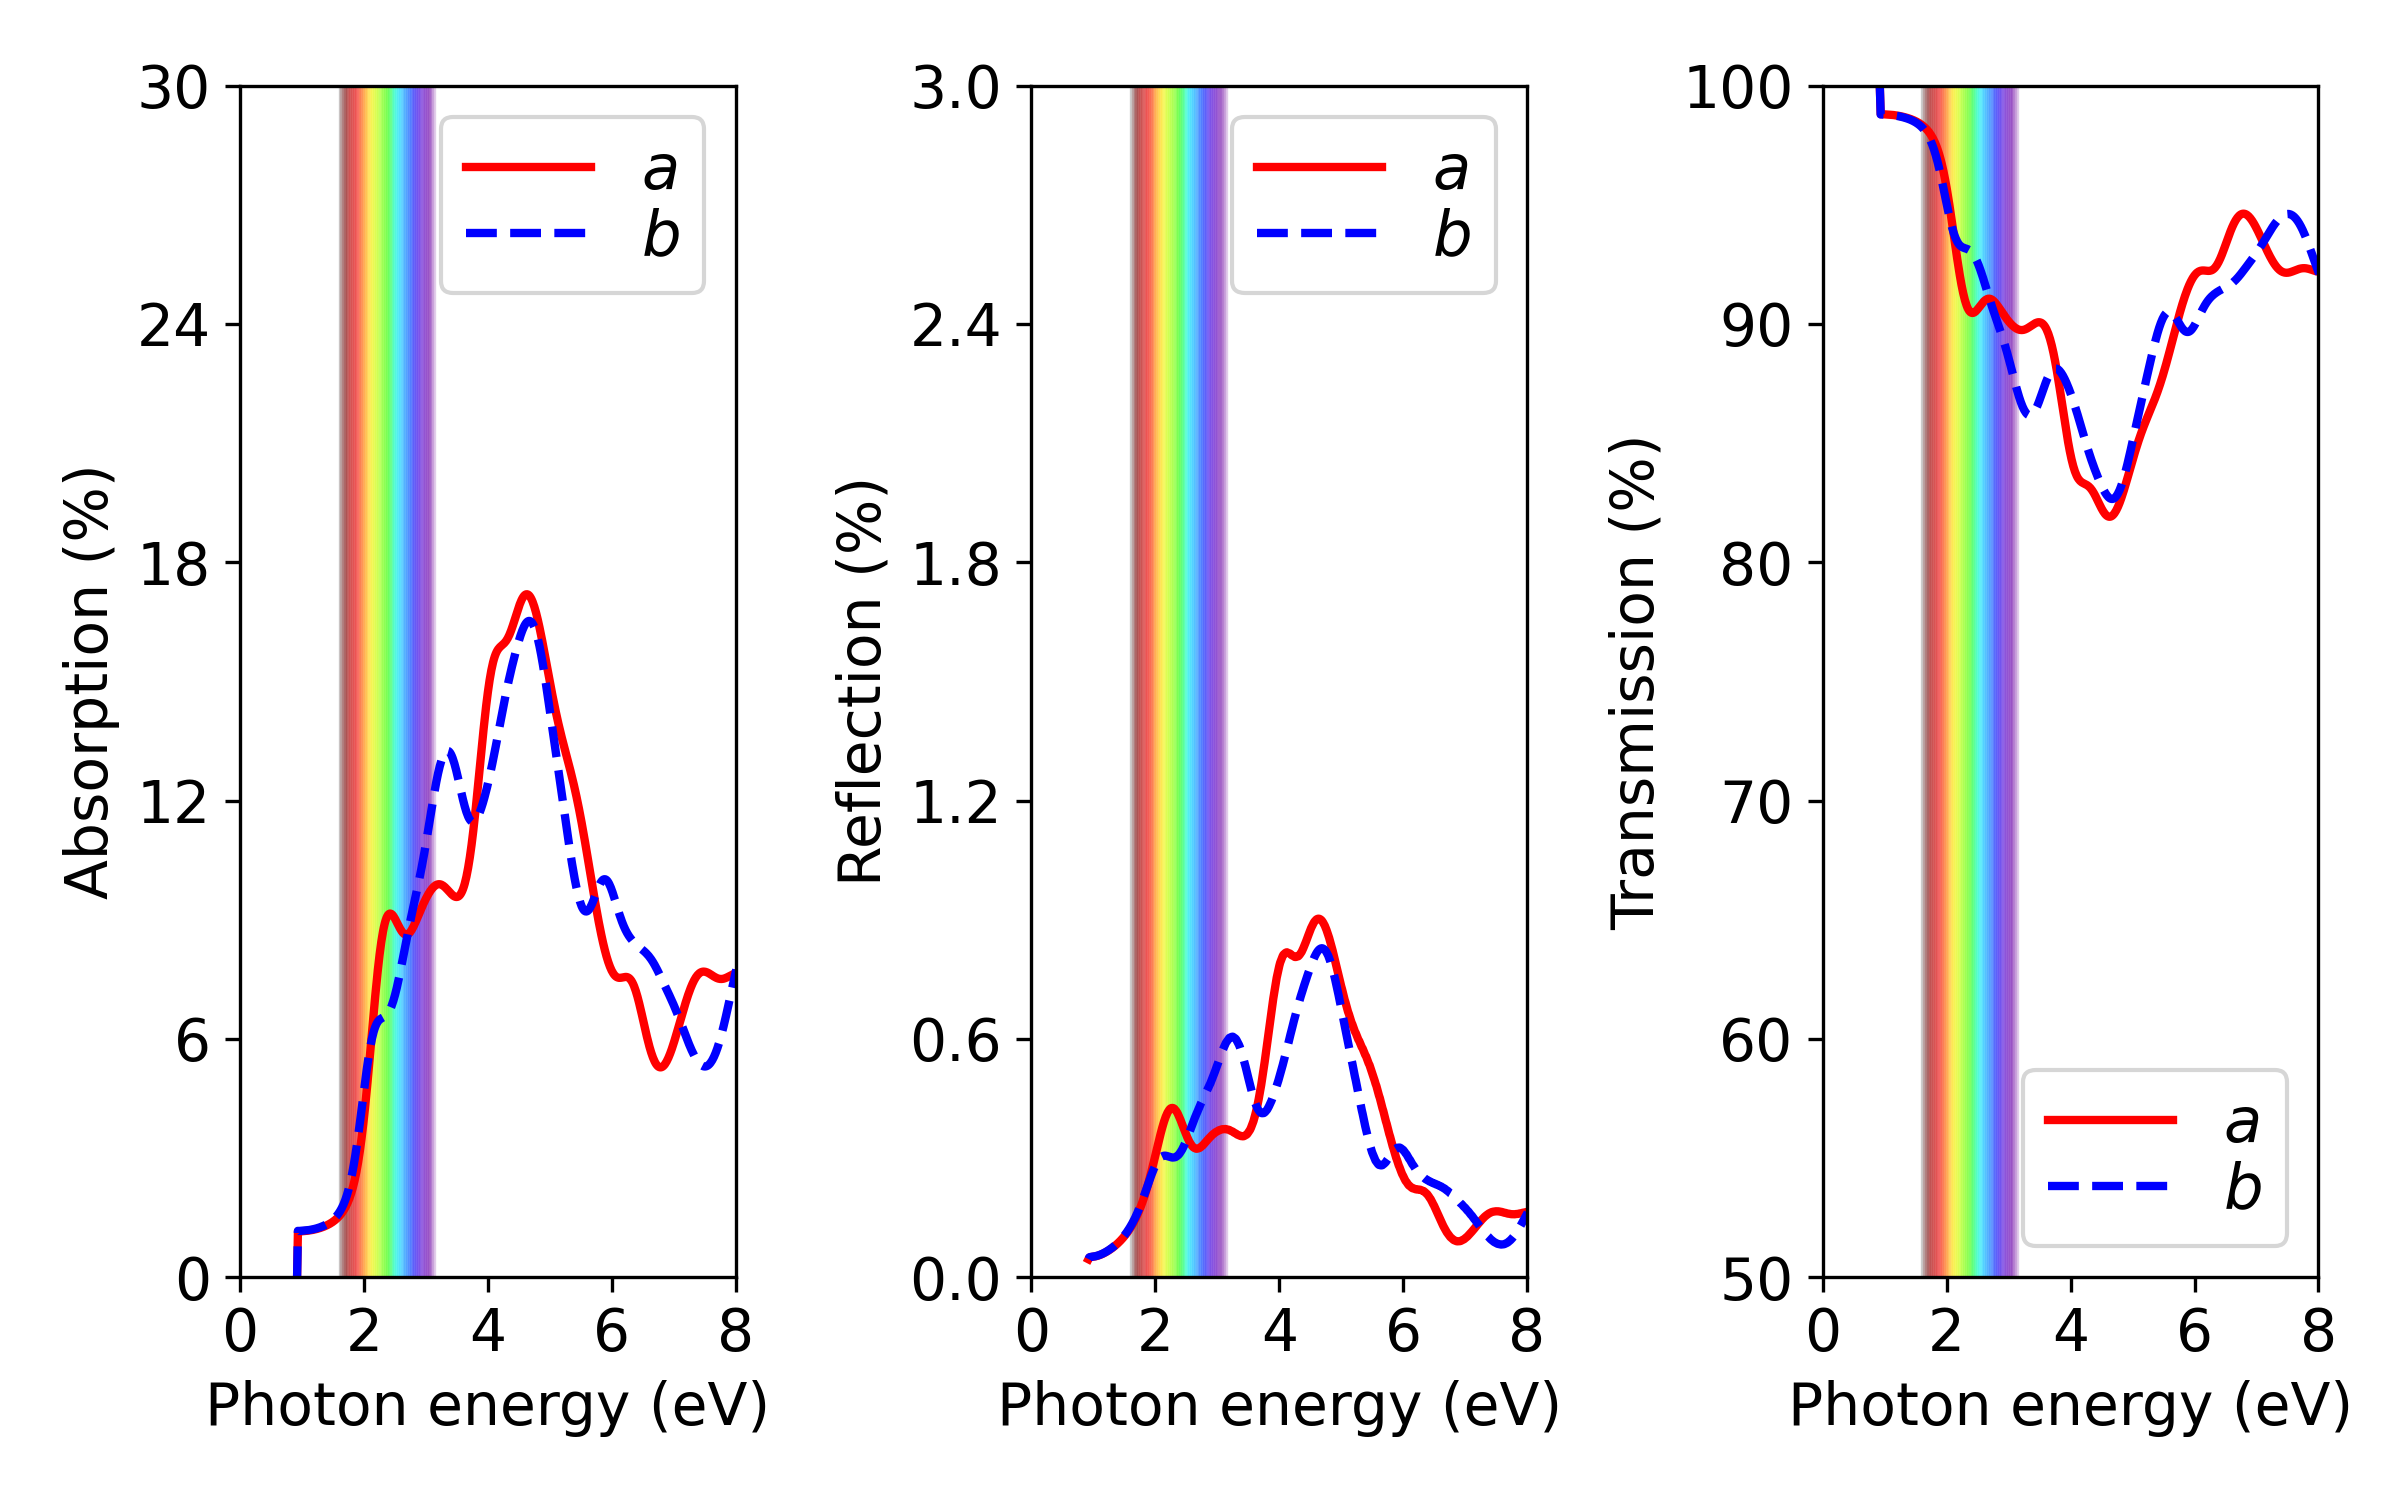 30
24
18
12
6
0
Absorption (%)
a
b
0 2 4 6 8
Photon energy (eV)
3.0
2.4
1.8
1.2
0.6
0.0
Reflection (%)
a
b
0 2 4 6 8
Photon energy (eV)
100
90
80
70
60
50
Transmission (%)
a
b
0 2 4 6 8
Photon energy (eV)